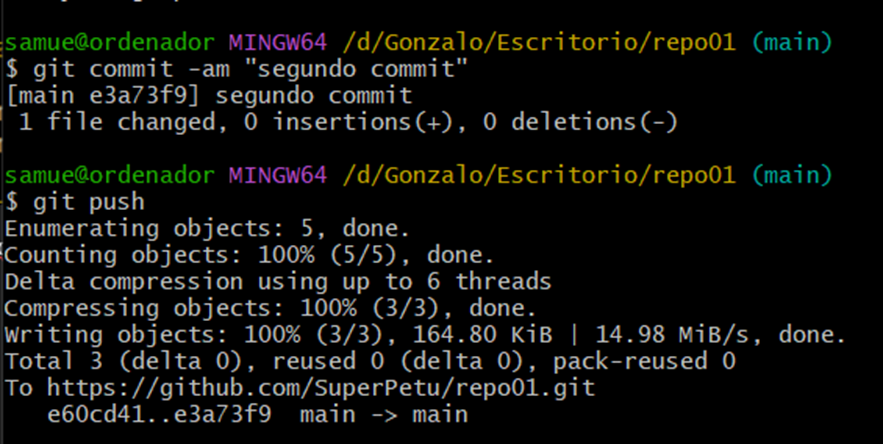 samue@ordenador MINGW64 /d/Gonzalo/Escritorio/repo01 (main)
$ git commit -am "segundo commit"
[main e3a73f9] segundo commit
 1 file changed, 0 insertions(+), 0 deletions(-)
samue@ordenador MINGW64 /d/Gonzalo/Escritorio/repo01 (main)
$ git push
Enumerating objects: 5, done.
Counting objects: 100% (5/5), done.
Delta compression using up to 6 threads
Compressing objects: 100% (3/3), done.
Writing objects: 100% (3/3), 164.80 KiB | 14.98 MiB/s, done.
Total 3 (delta 0), reused 0 (delta 0), pack-reused 0
To https://github.com/SuperPetu/repo01.git
   e60cd41..e3a73f9  main -> main